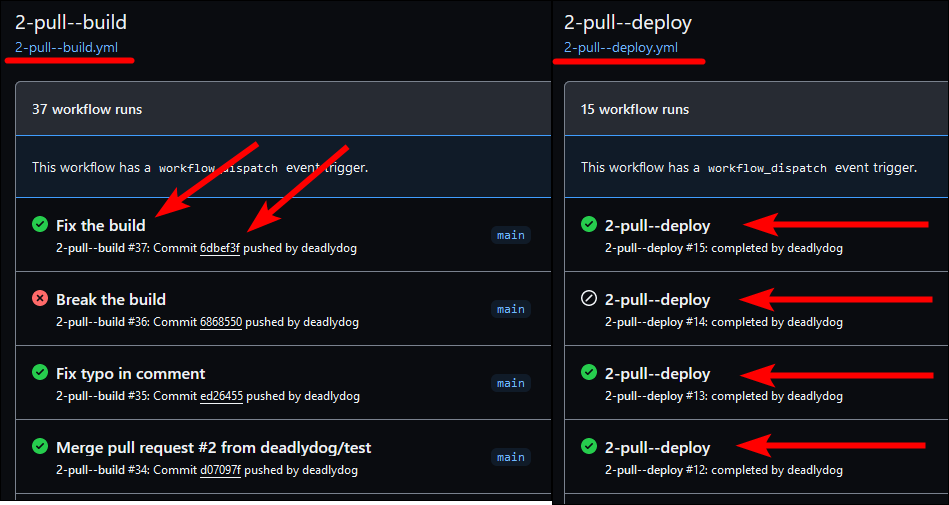 2-pull--build
2-pull--build.yml
37 workflow runs
This workflow has a workflow_dispatch event trigger.
Fix the build
2-pull--build #37: Commit 6dbef3f pushed by deadlydog
main
Break the build
2-pull--build #36: Commit 6868550 pushed by deadlydog
main
Fix typo in comment
2-pull--build #35: Commit ed26455 pushed by deadlydog
main
Merge pull request #2 from deadlydog/test
2-pull--build #34: Commit d07097f pushed by deadlydog
main
2-pull--deploy
2-pull--deploy.yml
15 workflow runs
This workflow has a workflow_dispatch event trigger.
2-pull--deploy
2-pull--deploy #15: completed by deadlydog
2-pull--deploy
2-pull--deploy #14: completed by deadlydog
2-pull--deploy
2-pull--deploy #13: completed by deadlydog
2-pull--deploy
2-pull--deploy #12: completed by deadlydog